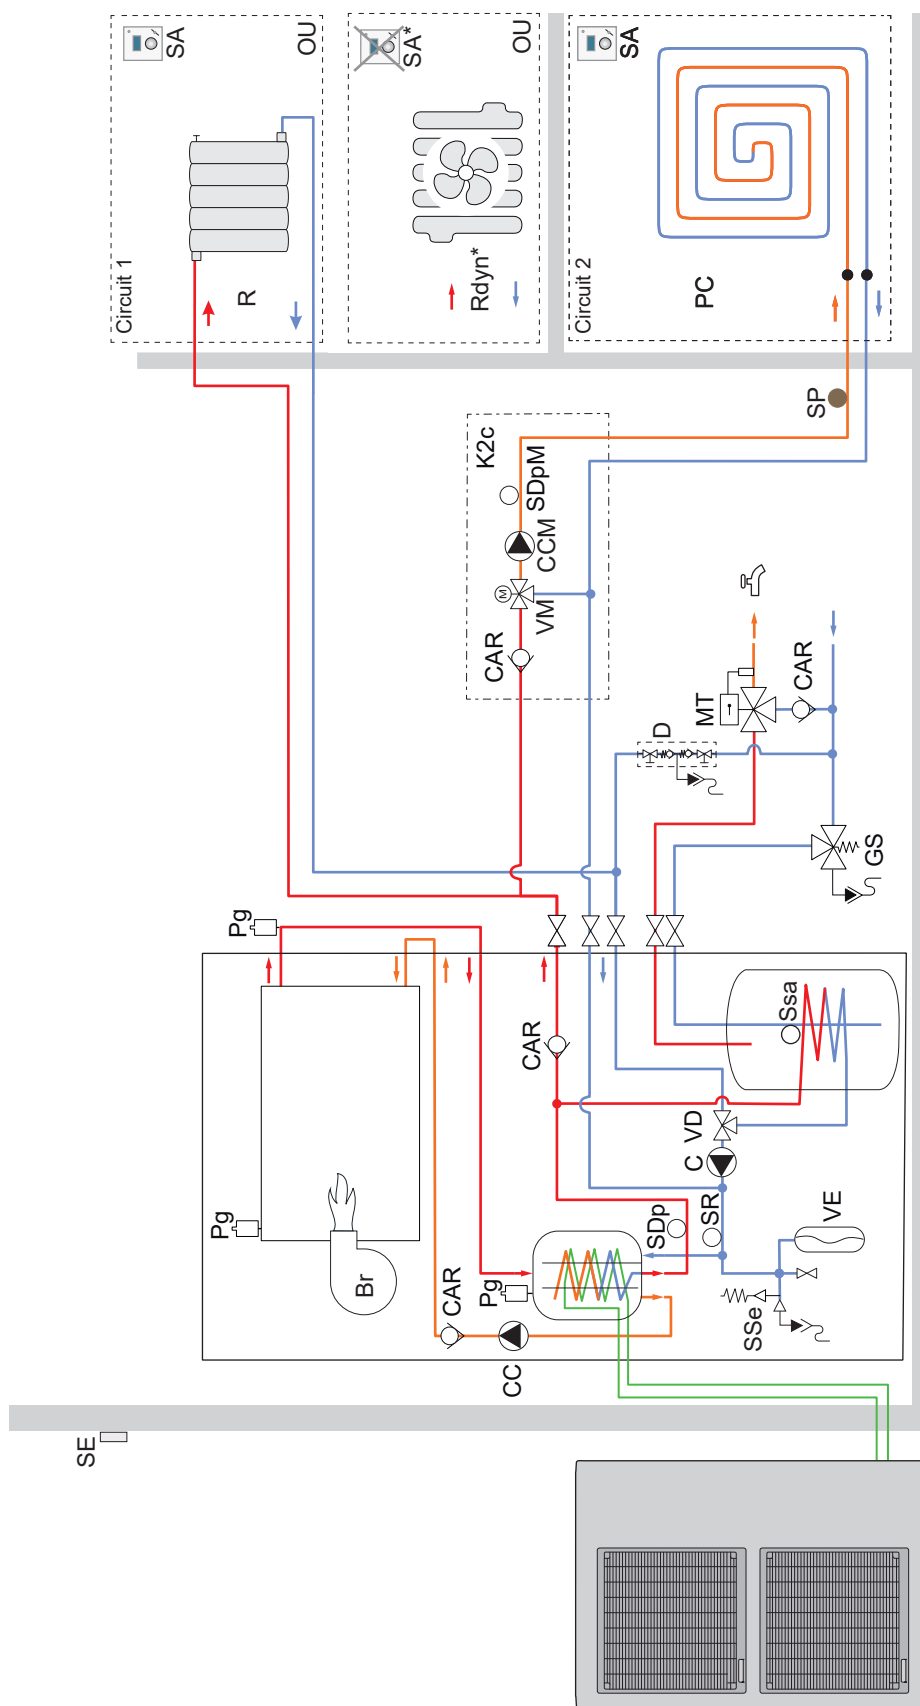 SA
OU
Circuit 1
R
SA*
OU
Rdyn*
SA
Circuit 2
PC
SP
K2c
SDpM
CCM
M
VM
CAR
MT
CAR
D
GS
Pg
CAR
Ssa
Pg
Br
VD
C
SDp
SR
VE
Pg
CAR
CC
SSe
SE